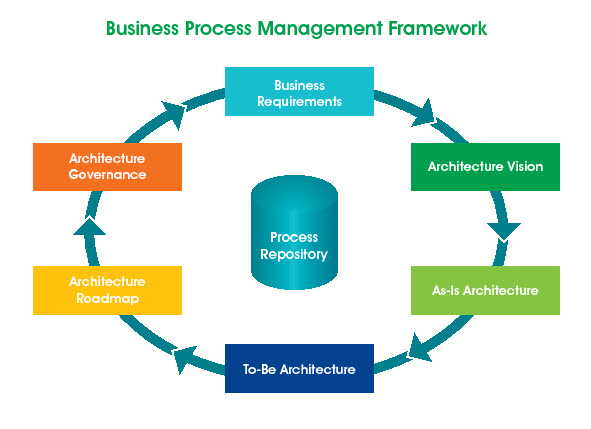 Business Process Management Framework
Business
Requirements
Architecture Vision
As-Is Architecture
To-Be Architecture
Architecture
Roadmap
Architecture
Governance
Process
Repository